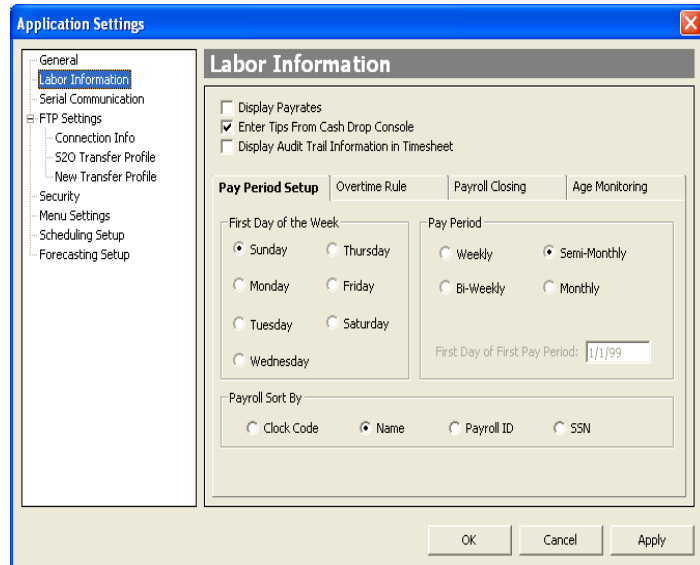 Application Settings
General
Labor Information
Serial Communication
FTP Settings
Connection Info
S2O Transfer Profile
New Transfer Profile
Security
Menu Settings
Scheduling Setup
Forecasting Setup
Labor Information
Display Payrates
Enter Tips From Cash Drop Console
Display Audit Trail Information in Timesheet
Pay Period Setup Overtime Rule Payroll Closing Age Monitoring
First Day of the Week
Sunday Thursday
Monday Friday
Tuesday Saturday
Wednesday
Pay Period
Weekly Semi-Monthly
Bi-Weekly Monthly
First Day of First Pay Period: 1/1/99
Payroll Sort By
Clock Code Name Payroll ID SSN
OK Cancel Apply